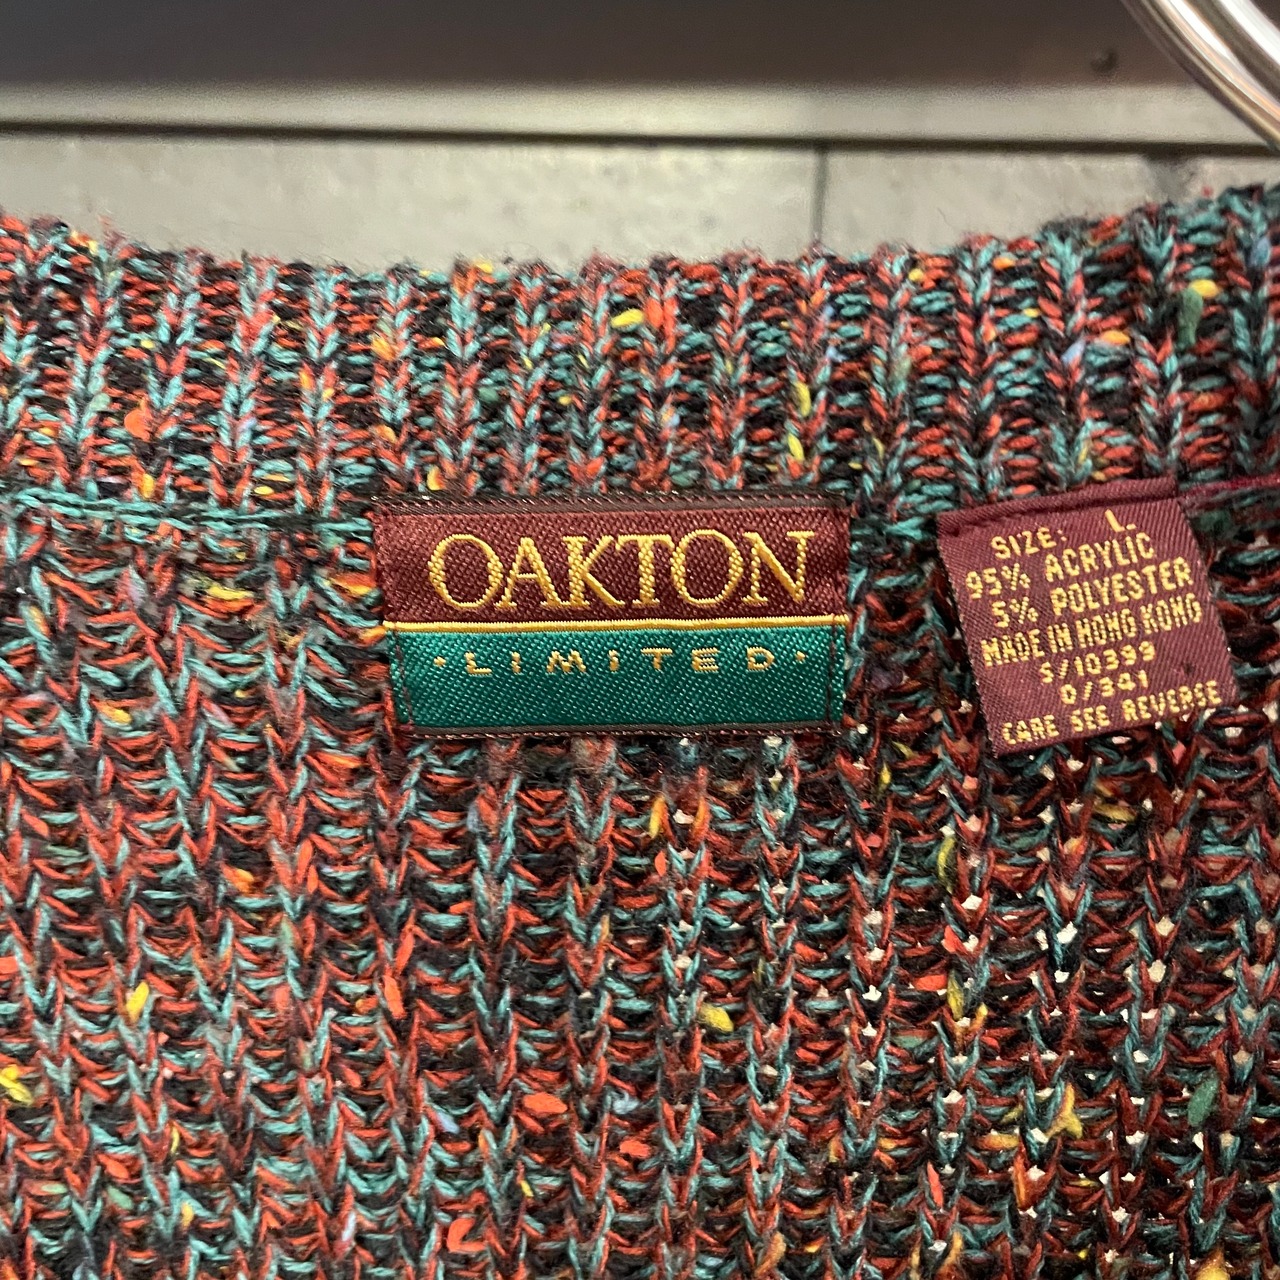 OAKTON
·LIMITED·
SIZE: L
95% ACRYLIC
5% POLYESTER
MADE IN HONG KONG
S/10399
0/341
CARE SEE REVERSE